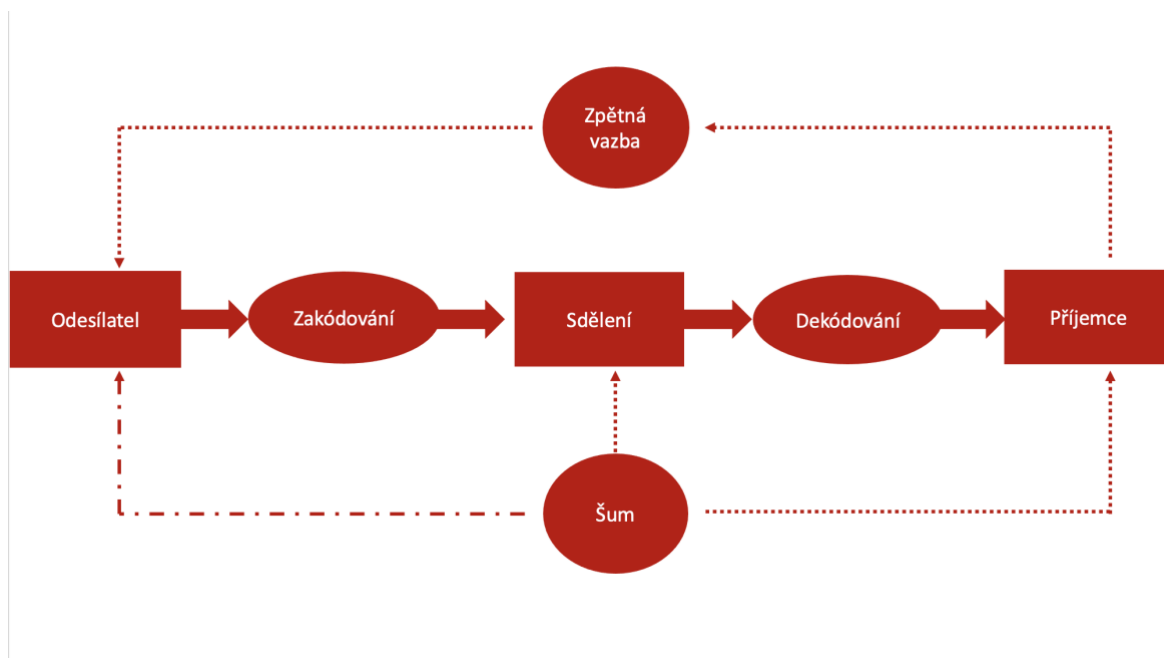 Zpětná
vazba
Odesílatel
Zakódování
Sdělení
Dekódování
Příjemce
Šum